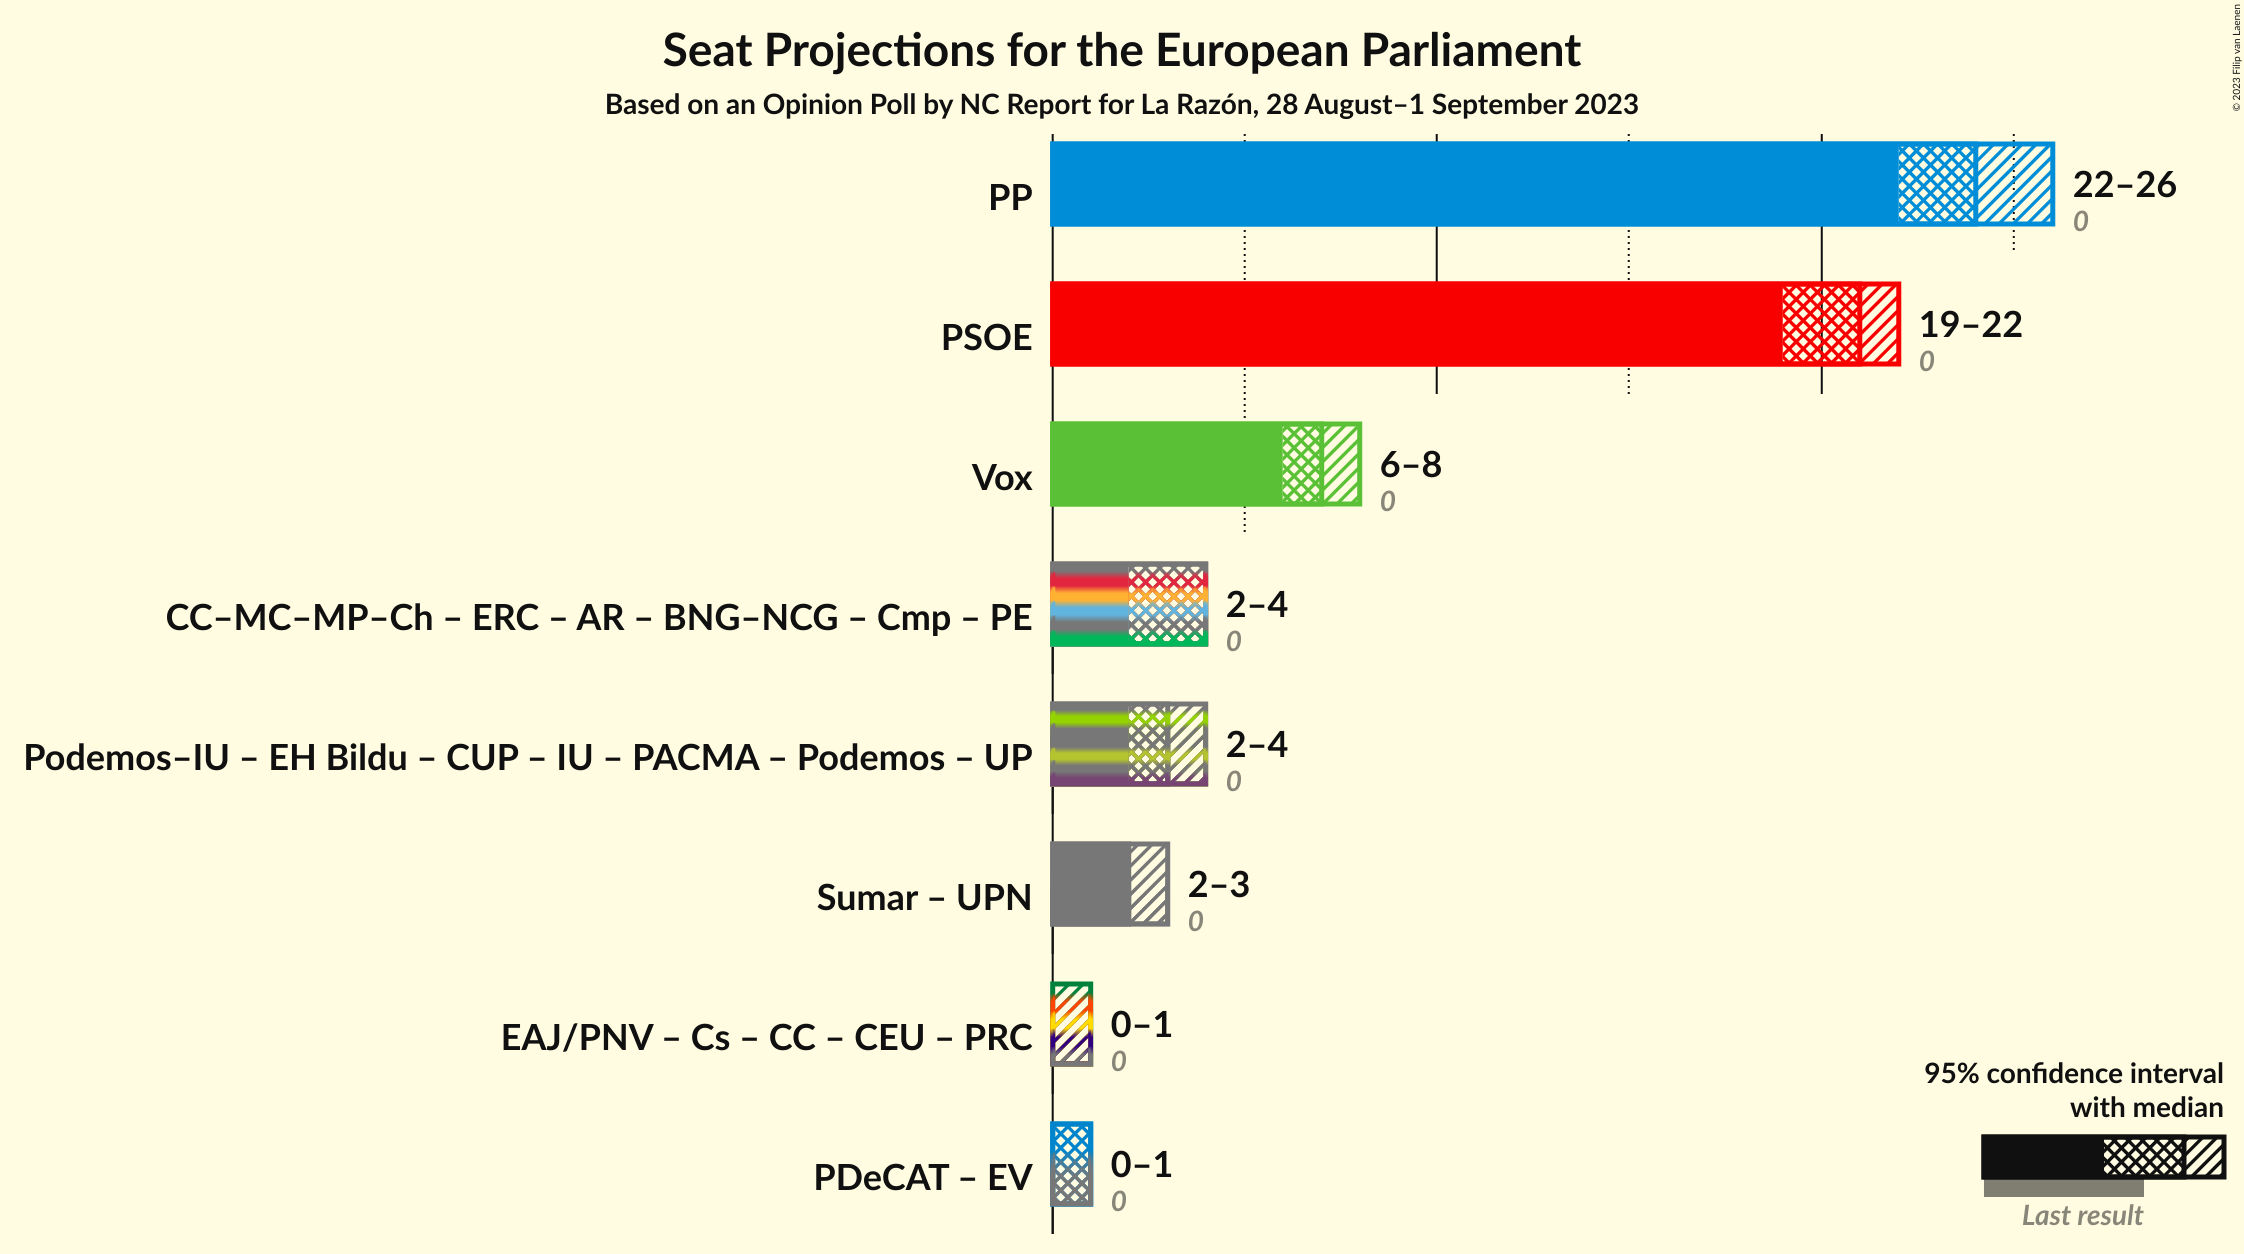 Seat Projections for the European Parliament
Based on an Opinion Poll by NC Report for La Razón, 28 August–1 September 2023
© 2023 Filip van Laenen
PP
22–26
0
PSOE
19–22
0
Vox
6–8
0
CC–MC–MP–Ch – ERC – AR – BNG–NCG – Cmp – PE
2–4
0
Podemos–IU – EH Bildu – CUP – IU – PACMA – Podemos – UP
2–4
0
Sumar – UPN
2–3
0
EAJ/PNV – Cs – CC – CEU – PRC
0–1
0
PDeCAT – EV
0–1
0
95% confidence interval
with median
Last result